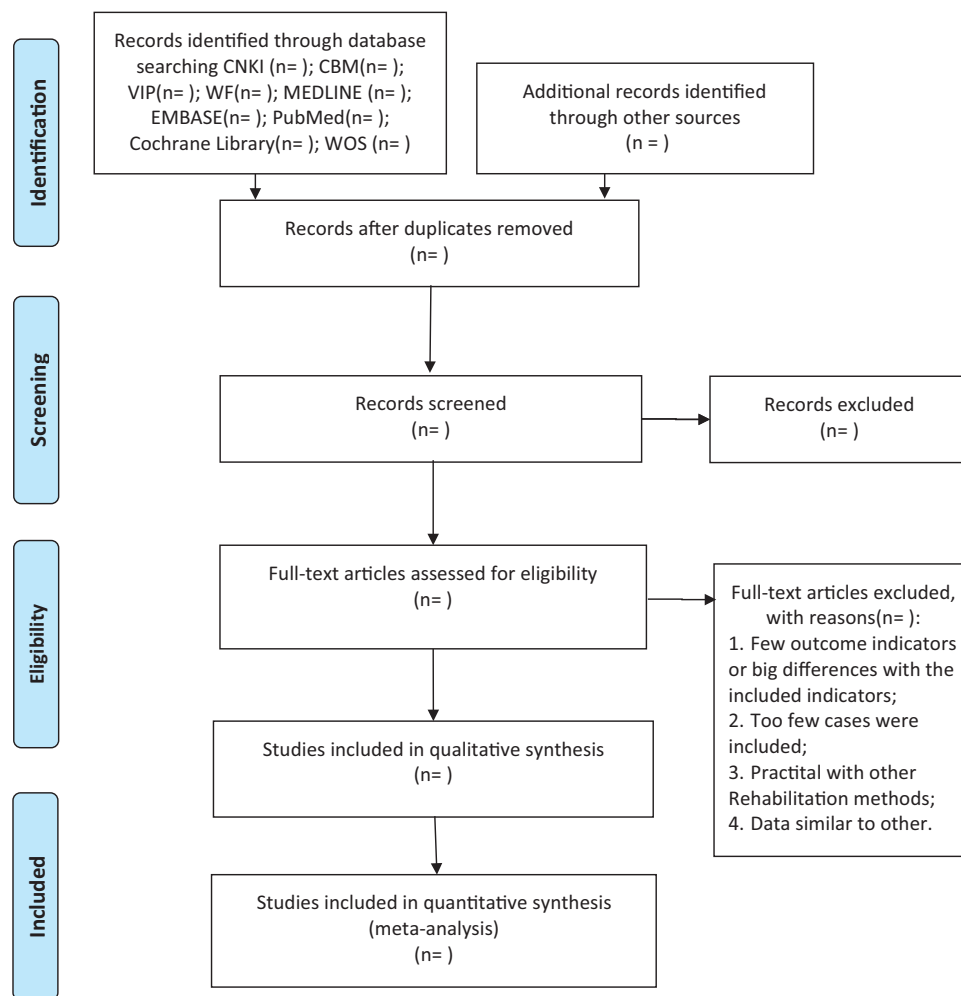 Identification
Records identified through database
searching CNKI (n= ); CBM(n= );
VIP(n= ); WF(n= ); MEDLINE (n= );
EMBASE(n= ); PubMed(n= );
Cochrane Library(n= ); WOS (n= )
Additional records identified
through other sources
(n = )
Records after duplicates removed
(n= )
Screening
Records screened
(n= )
Records excluded
(n= )
Eligibility
Full-text articles assessed for eligibility
(n= )
Full-text articles excluded,
with reasons(n= ):
1. Few outcome indicators
or big differences with the
included indicators;
2. Too few cases were
included;
3. Practital with other
Rehabilitation methods;
4. Data similar to other.
Studies included in qualitative synthesis
(n= )
Included
Studies included in quantitative synthesis
(meta-analysis)
(n= )